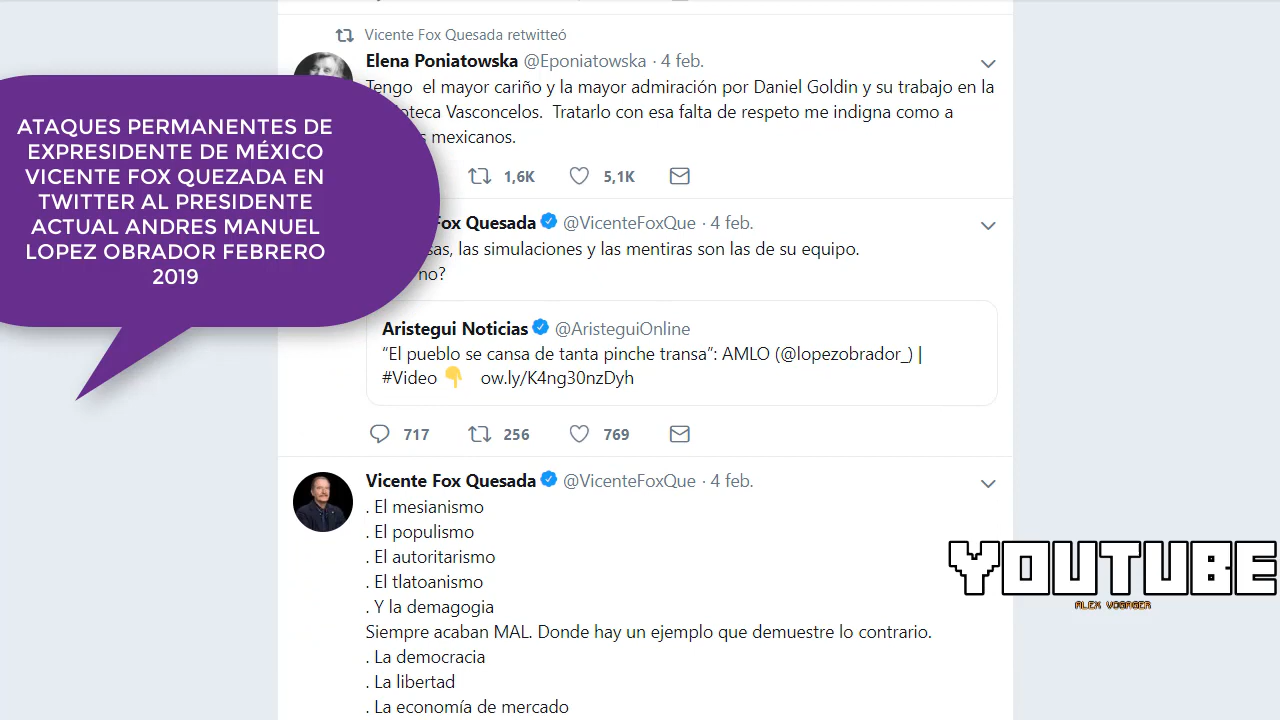 Vicente Fox Quesada retwitteó
Elena Poniatowska @Eponiatowska · 4 feb.
Tengo el mayor cariño y la mayor admiración por Daniel Goldin y su trabajo en la
Vasconcelos. Tratarlo con esa falta de respeto me indigna como a
mexicanos.
1,6K 5,1K
ATAQUES PERMANENTES DE
EXPRESIDENTE DE MÉXICO
VICENTE FOX QUEZADA EN
TWITTER AL PRESIDENTE
ACTUAL ANDRES MANUEL
LOPEZ OBRADOR FEBRERO
2019
Fox Quesada @VicenteFoxQue · 4 feb.
las simulaciones y las mentiras son las de su equipo.
no?
Aristegui Noticias @AristeguiOnline
“El pueblo se cansa de tanta pinche transa”: AMLO (@lopezobrador_) |
#Video 👇 ow.ly/K4ng30nzDyh
717 256 769
Vicente Fox Quesada @VicenteFoxQue · 4 feb.
. El mesianismo
. El populismo
. El autoritarismo
. El tlatoanismo
. Y la demagogia
Siempre acaban MAL. Donde hay un ejemplo que demuestre lo contrario.
. La democracia
. La libertad
. La economía de mercado
YOUTUBE
ALEX VOGAGER